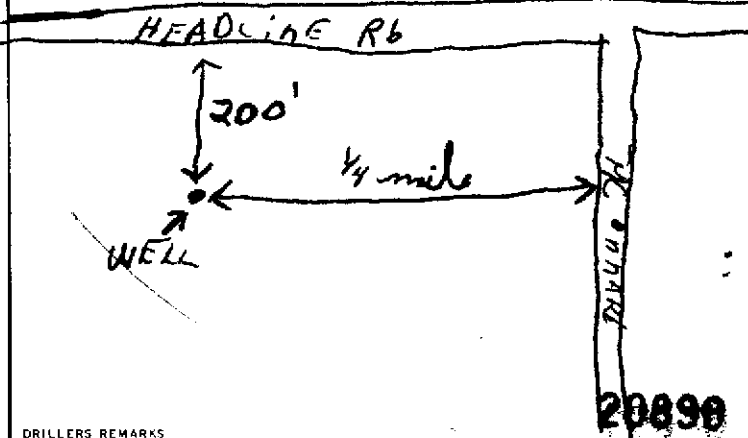 HEADLINE Rd
200'
1/4 mile
WELL
20898
DRILLERS REMARKS